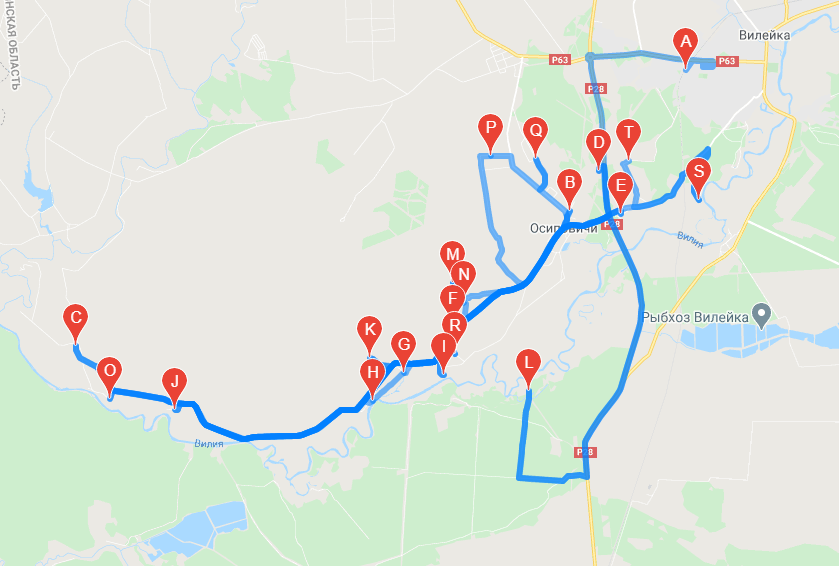 НСКАЯ ОБЛАСТЬ
Вилейка
A
P63
P63
P28
P
Q
D
T
B
E
S
Осиповичи
P28
Вилия
M
N
F
R
I
C
K
G
H
L
O
J
Рыбхоз Вилейка
Вилия
P28